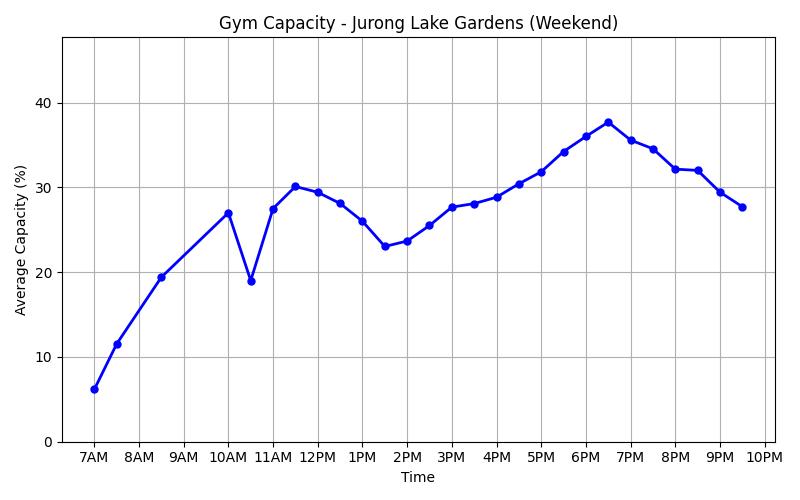 Gym Capacity - Jurong Lake Gardens (Weekend)
Average Capacity (%)
40
30
20
10
0
7AM 8AM 9AM 10AM 11AM 12PM 1PM 2PM 3PM 4PM 5PM 6PM 7PM 8PM 9PM 10PM
Time